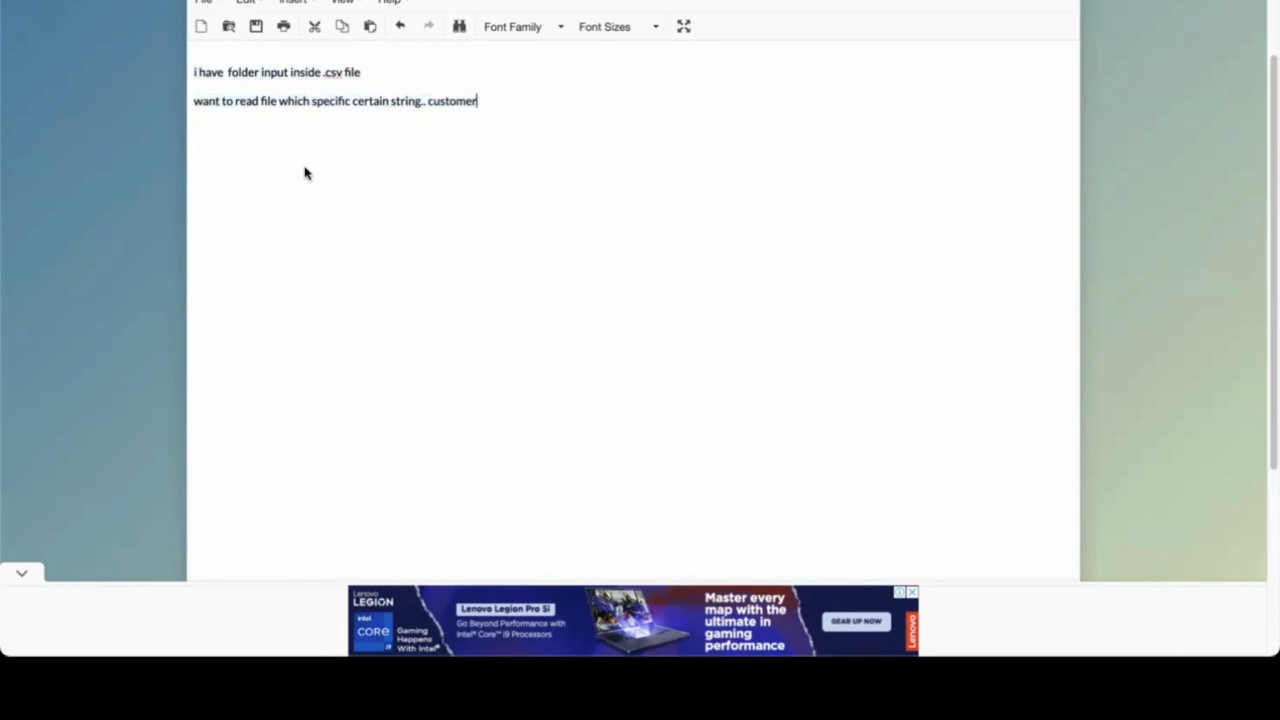 File Edit Insert View Help
Font Family Font Sizes
i have folder input inside .csv file
want to read file which specific certain string.. customer
Lenovo
LEGION
intel
CORE
i9
Gaming
Happens
With Intel®
Lenovo Legion Pro 5i
Go Beyond Performance with
Intel® Core™ i9 Processors
Master every
map with the
ultimate in
gaming
performance
GEAR UP NOW
Lenovo